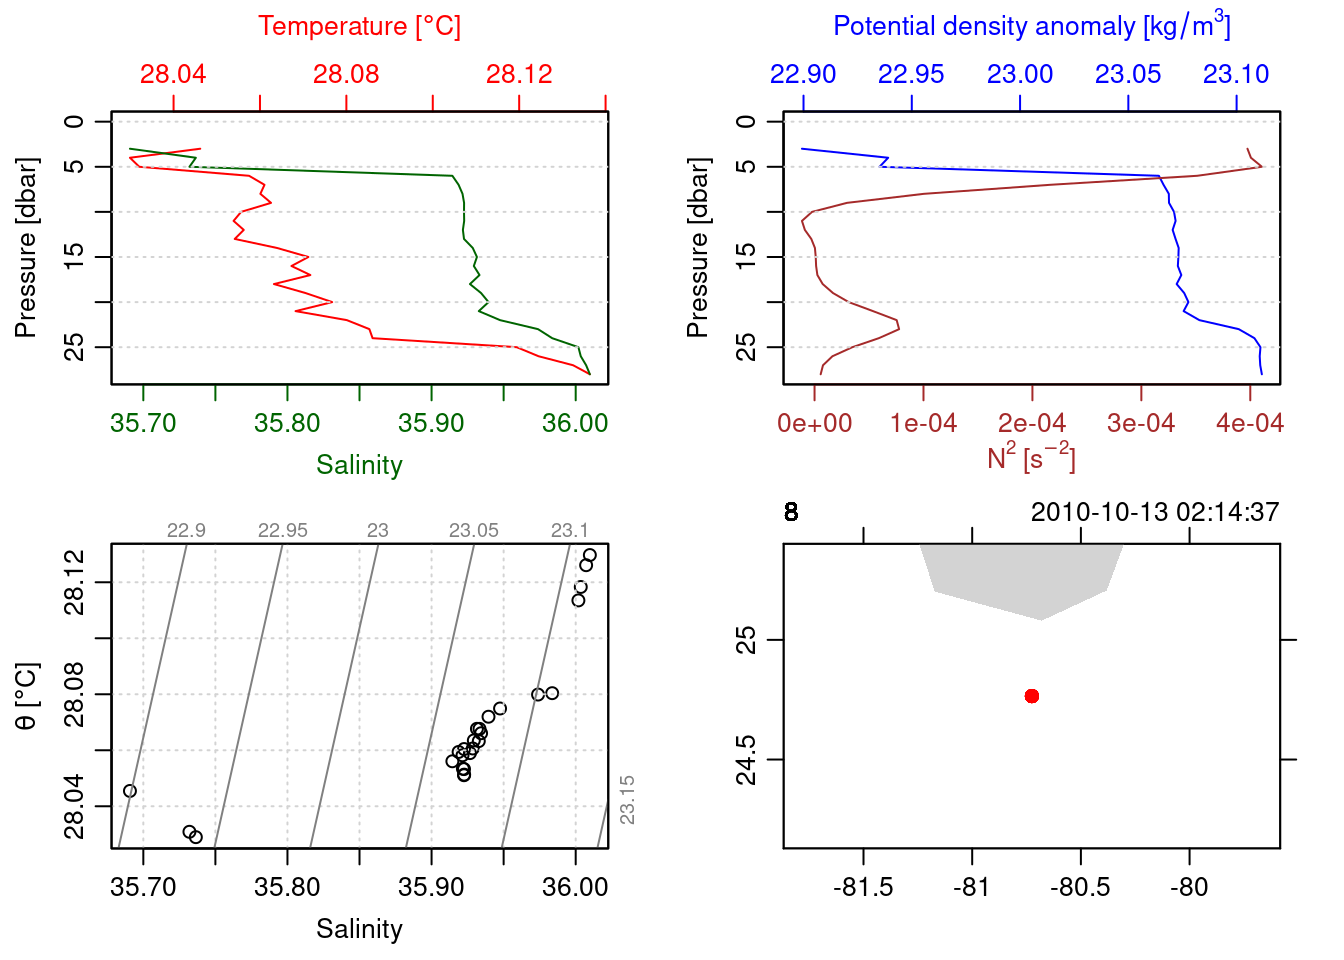 Temperature [°C]
28.04 28.08 28.12
0
5
15
25
Pressure [dbar]
35.70 35.80 35.90 36.00
Salinity
Potential density anomaly [kg/m³]
22.90 22.95 23.00 23.05 23.10
0
5
15
25
Pressure [dbar]
0e+00 1e-04 2e-04 3e-04 4e-04
N² [s⁻²]
22.9 22.95 23 23.05 23.1
23.15
28.12
28.08
28.04
θ [°C]
35.70 35.80 35.90 36.00
Salinity
8 2010-10-13 02:14:37
25
24.5
-81.5 -81 -80.5 -80